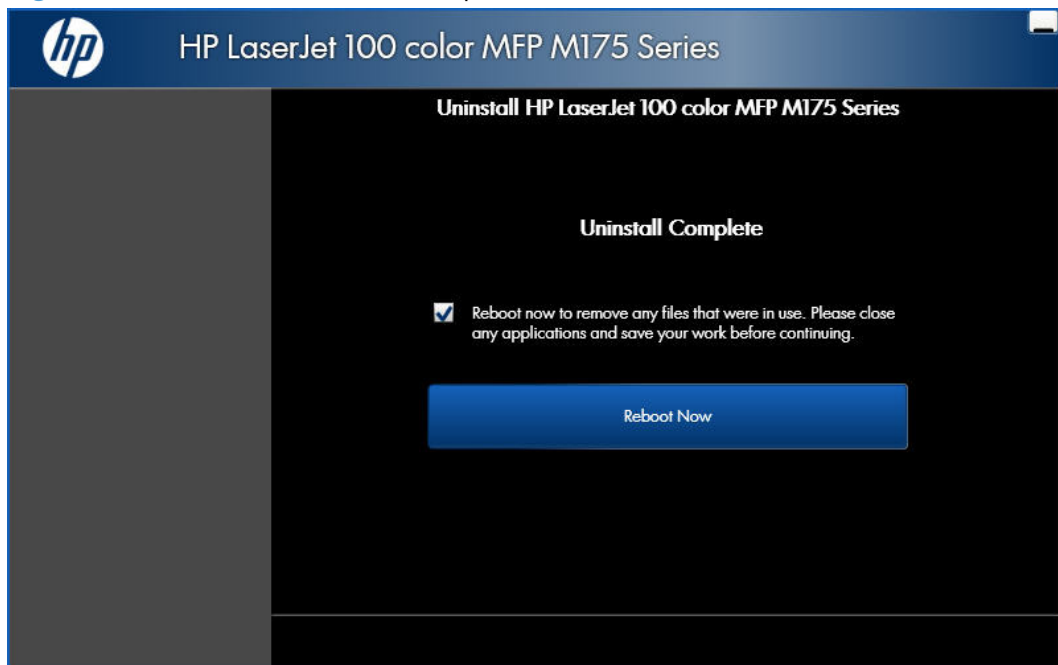 hp
HP LaserJet 100 color MFP M175 Series
Uninstall HP LaserJet 100 color MFP M175 Series
Uninstall Complete
Reboot now to remove any files that were in use. Please close
any applications and save your work before continuing.
Reboot Now